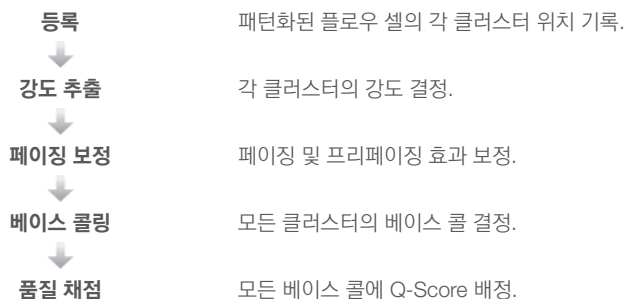 등록 패턴화된 플로우 셀의 각 클러스터 위치 기록.
강도 추출 각 클러스터의 강도 결정.
페이징 보정 페이징 및 프리페이징 효과 보정.
베이스 콜링 모든 클러스터의 베이스 콜 결정.
품질 채점 모든 베이스 콜에 Q-Score 배정.